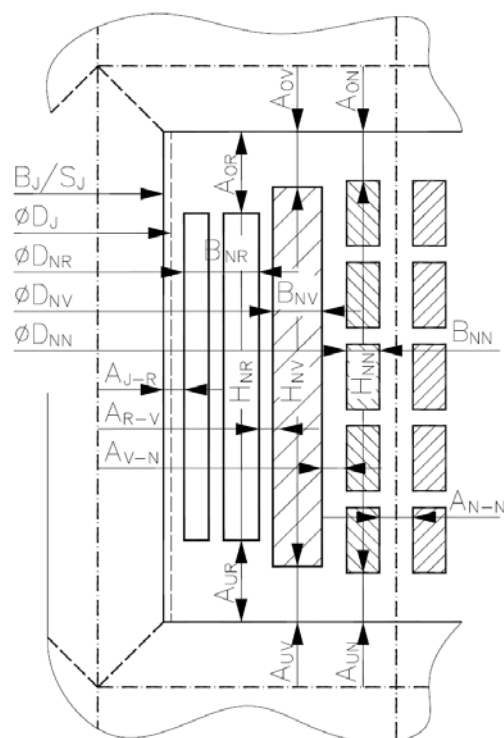 A_OV
A_ON
A_OR
B_J/S_J
øD_J
øD_NR
B_NR
øD_NV
B_NV
øD_NN
B_NN
A_J-R
H_NR
H_NV
H_NN
A_R-V
A_V-N
A_N-N
A_UR
A_UV
A_UN